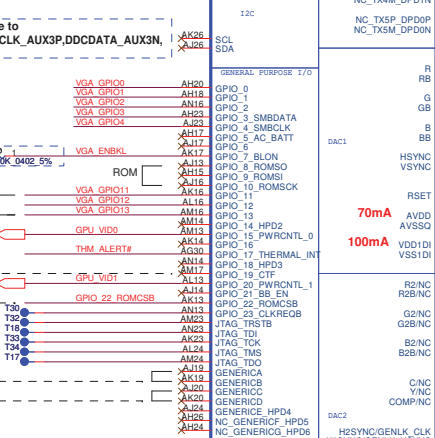 I2C
NC_TX4M_DPD1N
e to
CLK_AUX3P,DDCDATA_AUX3N,
NC_TX5P_DPD0P
NC_TX5M_DPD0N
AK26 SCL
AJ26 SDA
GENERAL PURPOSE I/O
R
RB
VGA_GPIO0 AH20 GPIO_0
VGA_GPIO1 AH18 GPIO_1
VGA_GPIO2 AN16 GPIO_2
VGA_GPIO3 AH23 GPIO_3_SMBDATA
VGA_GPIO4 AJ23 GPIO_4_SMBCLK
AH17 GPIO_5_AC_BATT
AJ17 GPIO_6
VGA_ENBKL AK17 GPIO_7_BLON
0K_0402_5%
AJ13 GPIO_8_ROMSO
ROM AH15 GPIO_9_ROMSI
AJ16 GPIO_10_ROMSCK
VGA_GPIO11 AK16 GPIO_11
VGA_GPIO12 AL16 GPIO_12
VGA_GPIO13 AM16 GPIO_13
AM14 GPIO_14_HPD2
GPU_VID0 AM13 GPIO_15_PWRCNTL_0
AK14 GPIO_16
THM_ALERT# AG30 GPIO_17_THERMAL_INT
AN14 GPIO_18_HPD3
AM17 GPIO_19_CTF
GPU_VID1 AL13 GPIO_20_PWRCNTL_1
AJ14 GPIO_21_BB_EN
GPIO_22_ROMCSB AK13 GPIO_22_ROMCSB
T30 AN13 GPIO_23_CLKREQB
T32 AM23 JTAG_TRSTB
T18 AN23 JTAG_TDI
T33 AK23 JTAG_TCK
T34 AL24 JTAG_TMS
T17 AM24 JTAG_TDO
AJ19 GENERICA
AK19 GENERICB
AJ20 GENERICC
AK20 GENERICD
AJ24 GENERICE_HPD4
AH26 NC_GENERICF_HPD5
AH24 NC_GENERICG_HPD6
G
GB
B
BB
DAC1
HSYNC
VSYNC
RSET
70mA AVDD
AVSSQ
100mA VDD1DI
VSS1DI
R2/NC
R2B/NC
G2/NC
G2B/NC
B2/NC
B2B/NC
C/NC
Y/NC
COMP/NC
DAC2
H2SYNC/GENLK_CLK